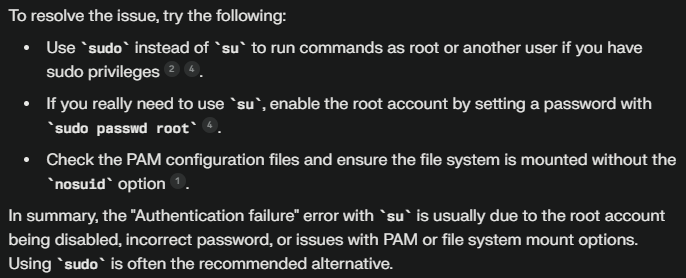 To resolve the issue, try the following:
• Use `sudo` instead of `su` to run commands as root or another user if you have
sudo privileges 2 4.
• If you really need to use `su`, enable the root account by setting a password with
`sudo passwd root` 4.
• Check the PAM configuration files and ensure the file system is mounted without the
`nosuid` option 1.
In summary, the "Authentication failure" error with `su` is usually due to the root account
being disabled, incorrect password, or issues with PAM or file system mount options.
Using `sudo` is often the recommended alternative.